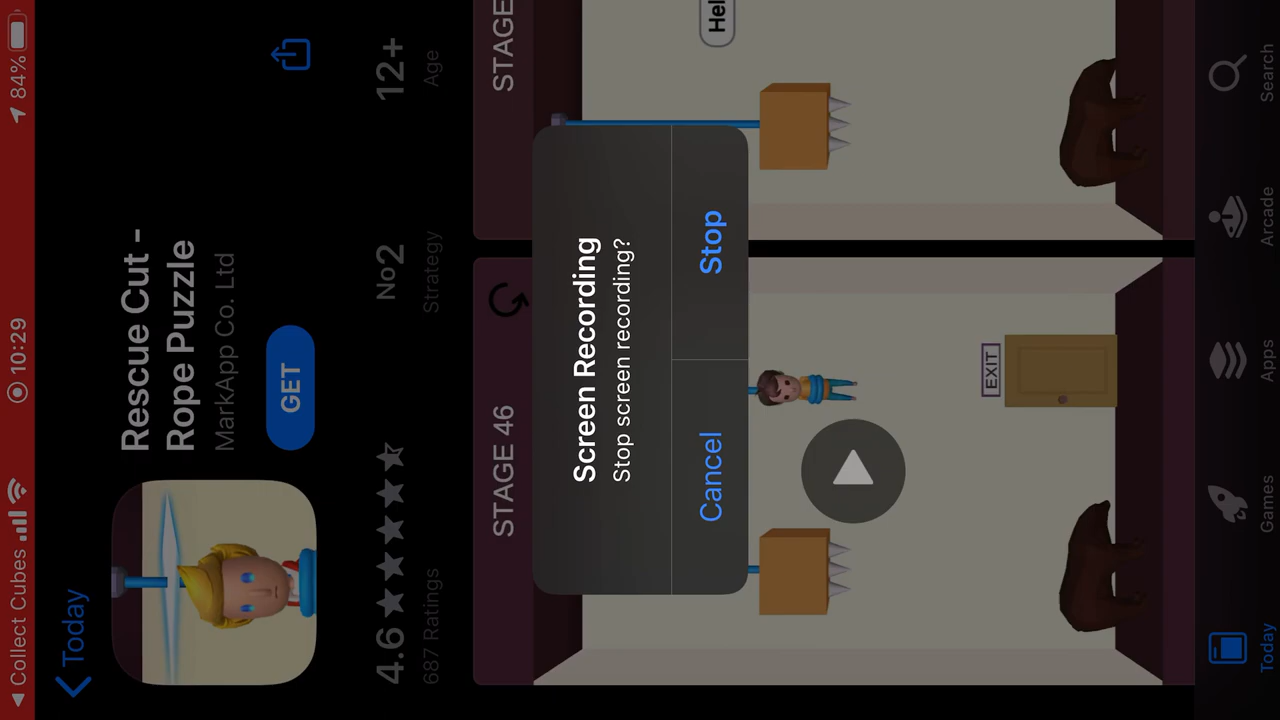 ◀ Collect Cubes
10:29
84%
Today
Rescue Cut -
Rope Puzzle
MarkApp Co. Ltd
GET
4.6
687 Ratings
No2
Strategy
12+
Age
STAGE 46
STAGE
Hel
EXIT
Screen Recording
Stop screen recording?
Cancel
Stop
Today
Games
Apps
Arcade
Search